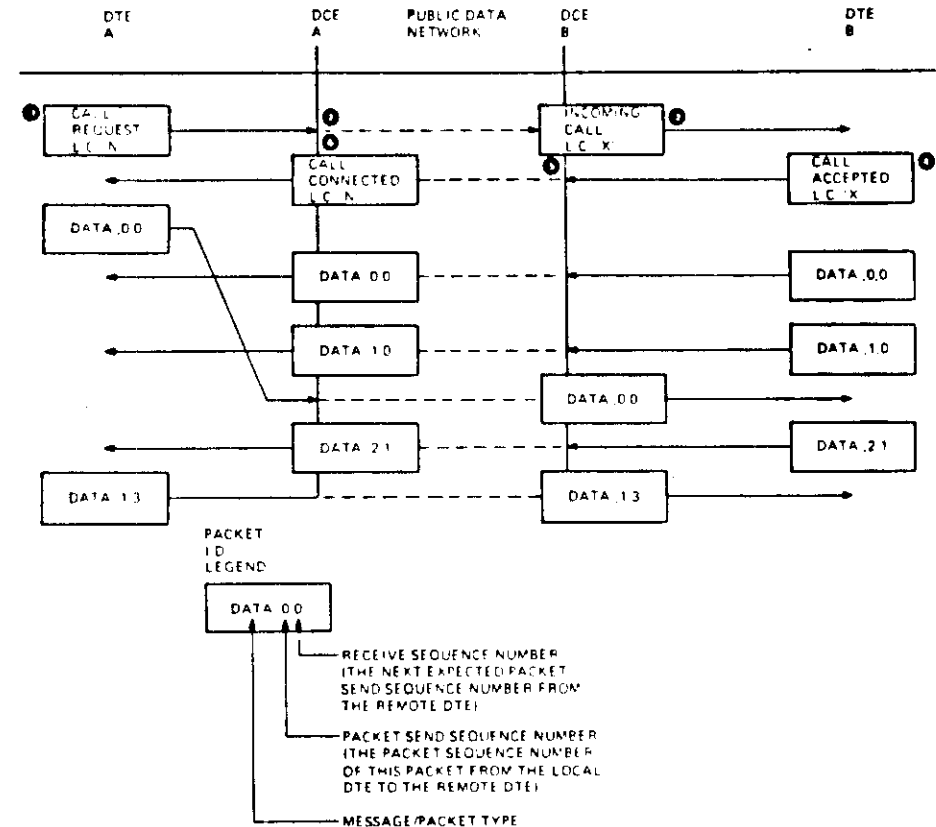 DTE
A
DCE
A
PUBLIC DATA
NETWORK
DCE
B
DTE
B
CALL
REQUEST
L C N
INCOMING
CALL
L C X
CALL
CONNECTED
L C N
CALL
ACCEPTED
L C X
DATA ,0 0
DATA 0 0
DATA ,0,0
DATA 1 0
DATA ,1,0
DATA ,0 0
DATA 2 1
DATA ,2 1
DATA 1 3
DATA ,1 3
PACKET
I D
LEGEND
DATA 0 0
RECEIVE SEQUENCE NUMBER
(THE NEXT EXPECTED PACKET
SEND SEQUENCE NUMBER FROM
THE REMOTE DTE)
PACKET SEND SEQUENCE NUMBER
(THE PACKET SEQUENCE NUMBER
OF THIS PACKET FROM THE LOCAL
DTE TO THE REMOTE DTE)
MESSAGE/PACKET TYPE